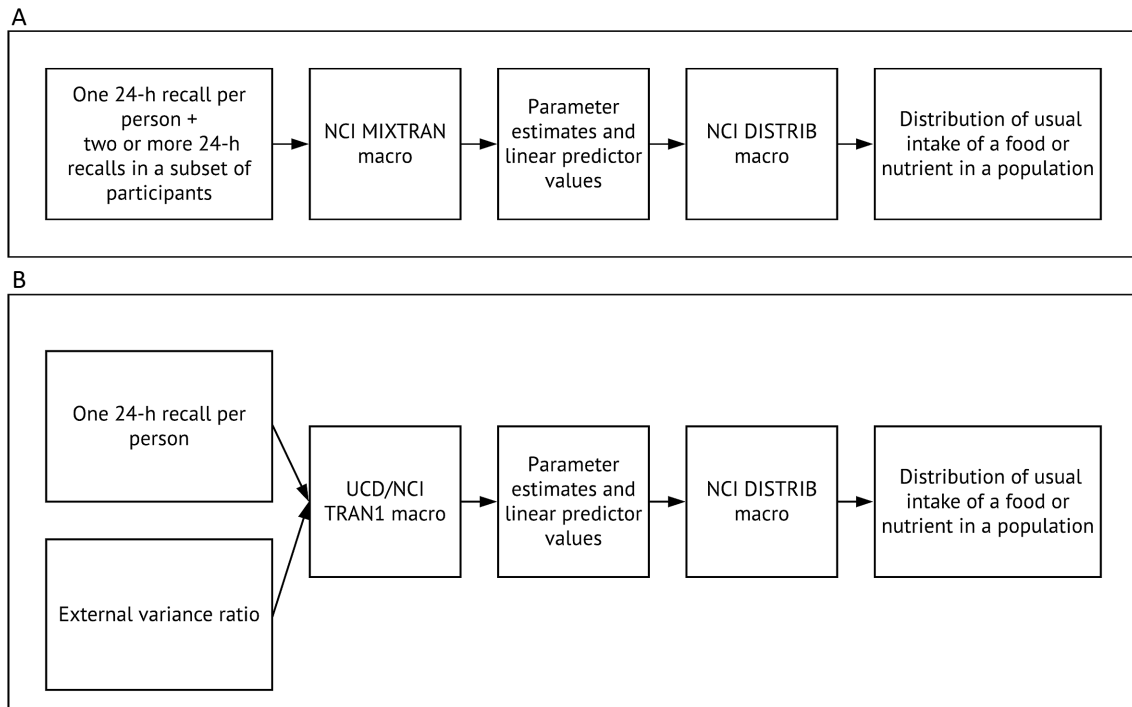 A
One 24-h recall per
person +
two or more 24-h
recalls in a subset of
participants
NCI MIXTRAN
macro
Parameter
estimates and
linear predictor
values
NCI DISTRIB
macro
Distribution of usual
intake of a food or
nutrient in a population
B
One 24-h recall per
person
External variance ratio
UCD/NCI
TRAN1 macro
Parameter
estimates and
linear predictor
values
NCI DISTRIB
macro
Distribution of usual
intake of a food or
nutrient in a population